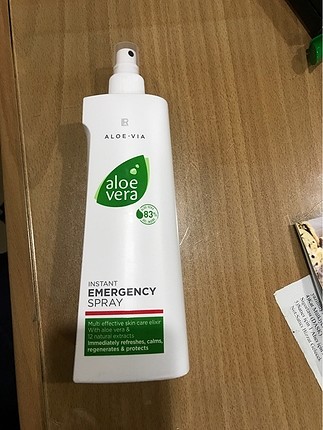 LR
ALOE·VIA
aloe
vera
83%
INSTANT
EMERGENCY
SPRAY
Multi effective skin care elixir
With aloe vera &
12 natural extracts
Immediately refreshes, calms,
regenerates & protects